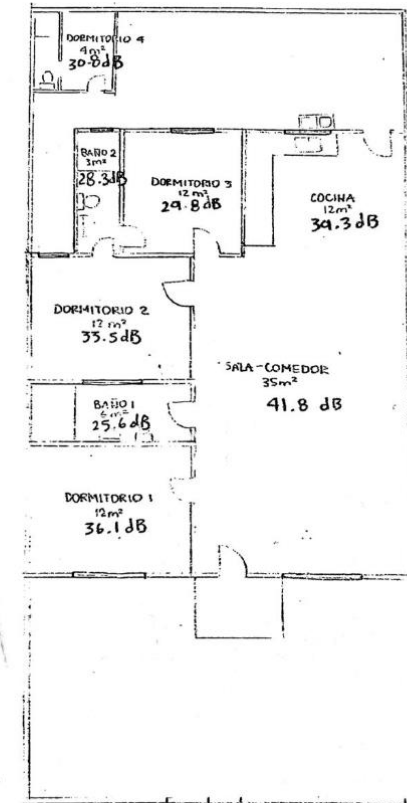 DORMITORIO 4
4m²
30.8dB
BAÑO 2
3m²
28.3dB
DORMITORIO 3
12 m²
29.8dB
COCINA
12m²
39.3dB
DORMITORIO 2
12 m²
33.5dB
SALA-COMEDOR
35m²
41.8 dB
BAÑO 1
6 m²
25.6dB
DORMITORIO 1
12m²
36.1dB